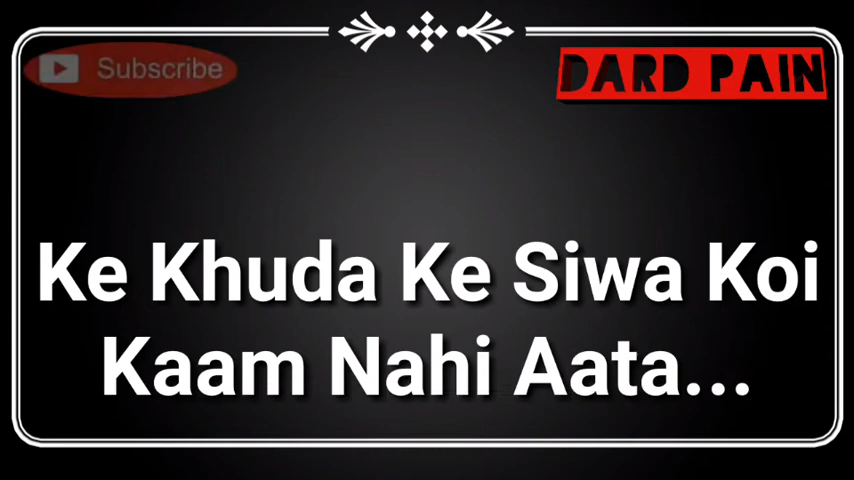 Subscribe
DARD PAIN
Ke Khuda Ke Siwa Koi
Kaam Nahi Aata...